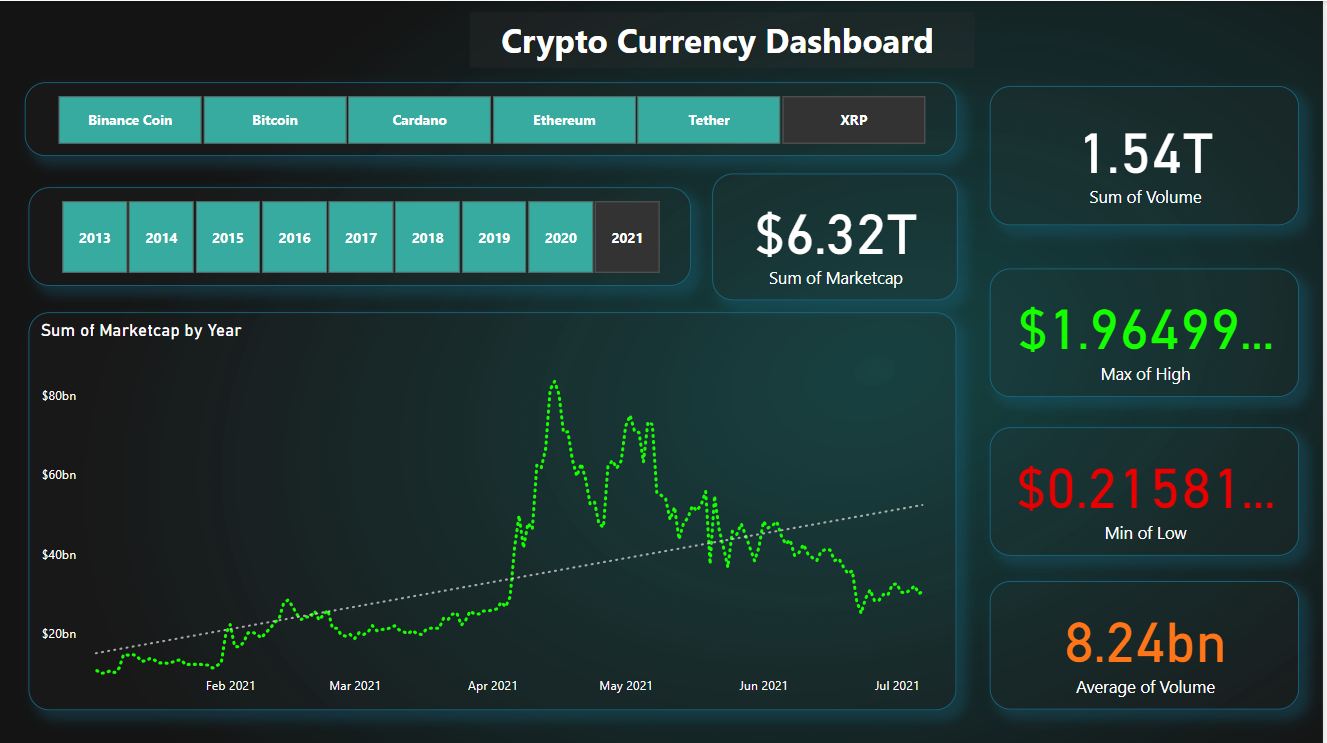 Crypto Currency Dashboard
Binance Coin
Bitcoin
Cardano
Ethereum
Tether
XRP
2013
2014
2015
2016
2017
2018
2019
2020
2021
$6.32T
Sum of Marketcap
1.54T
Sum of Volume
$1.96499...
Max of High
$0.21581...
Min of Low
8.24bn
Average of Volume
Sum of Marketcap by Year
$80bn
$60bn
$40bn
$20bn
Feb 2021
Mar 2021
Apr 2021
May 2021
Jun 2021
Jul 2021